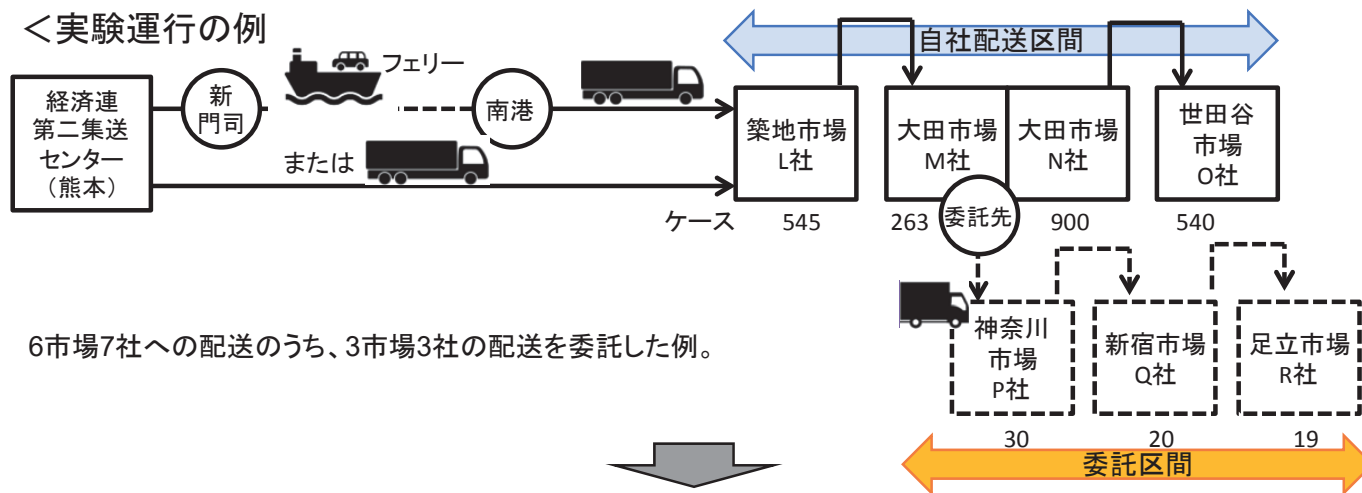 ＜実験運行の例
自社配送区間
経済連
第二集送
センター
（熊本）
新
門司
フェリー
南港
または
築地市場
L社
大田市場
M社
大田市場
N社
世田谷
市場
O社
ケース
545
263
委託先
900
540
6市場7社への配送のうち、3市場3社の配送を委託した例。
神奈川
市場
P社
新宿市場
Q社
足立市場
R社
30
20
19
委託区間